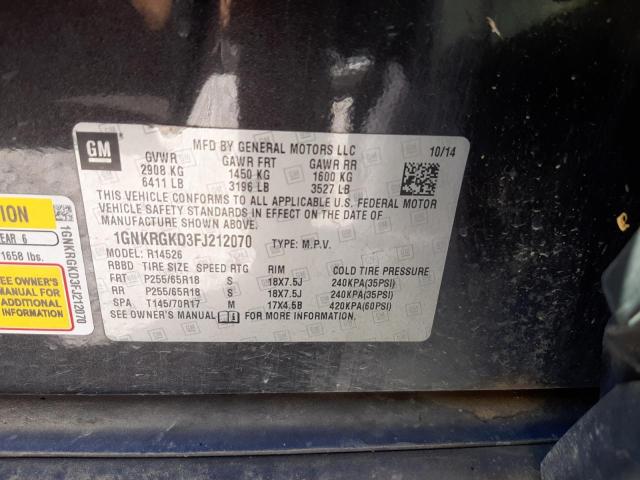 GM
MFD BY GENERAL MOTORS LLC
10/14
GVWR GAWR FRT GAWR RR
2908 KG 1450 KG 1600 KG
6411 LB 3196 LB 3527 LB
THIS VEHICLE CONFORMS TO ALL APPLICABLE U.S. FEDERAL MOTOR
VEHICLE SAFETY STANDARDS IN EFFECT ON THE DATE OF
MANUFACTURE SHOWN ABOVE.
1GNKRGKD3FJ212070 TYPE: M.P.V.
MODEL: R14526
RBBD TIRE SIZE SPEED RTG RIM COLD TIRE PRESSURE
FRT P255/65R18 S 18X7.5J 240KPA(35PSI)
RR P255/65R18 S 18X7.5J 240KPA(35PSI)
SPA T145/70R17 M 17X4.5B 420KPA(60PSI)
SEE OWNER'S MANUAL FOR MORE INFORMATION
TION
EAR 6
1658 lbs.
SEE OWNER'S
MANUAL FOR
ADDITIONAL
1GNKRGKD3FJ212070